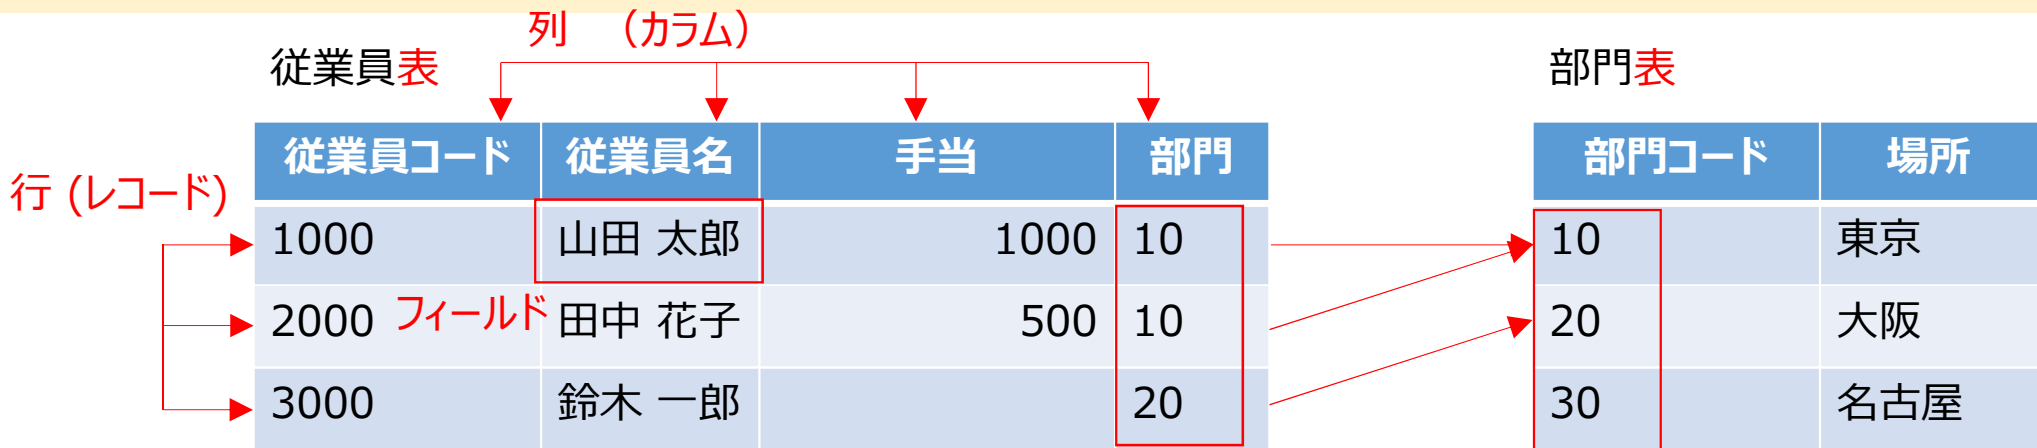 列 (カラム)
従業員表
部門表
従業員コード 従業員名 手当 部門
部門コード 場所
行 (レコード)
1000 山田 太郎 1000 10
10 東京
2000 フィールド 田中 花子 500 10
20 大阪
3000 鈴木 一郎 20
30 名古屋